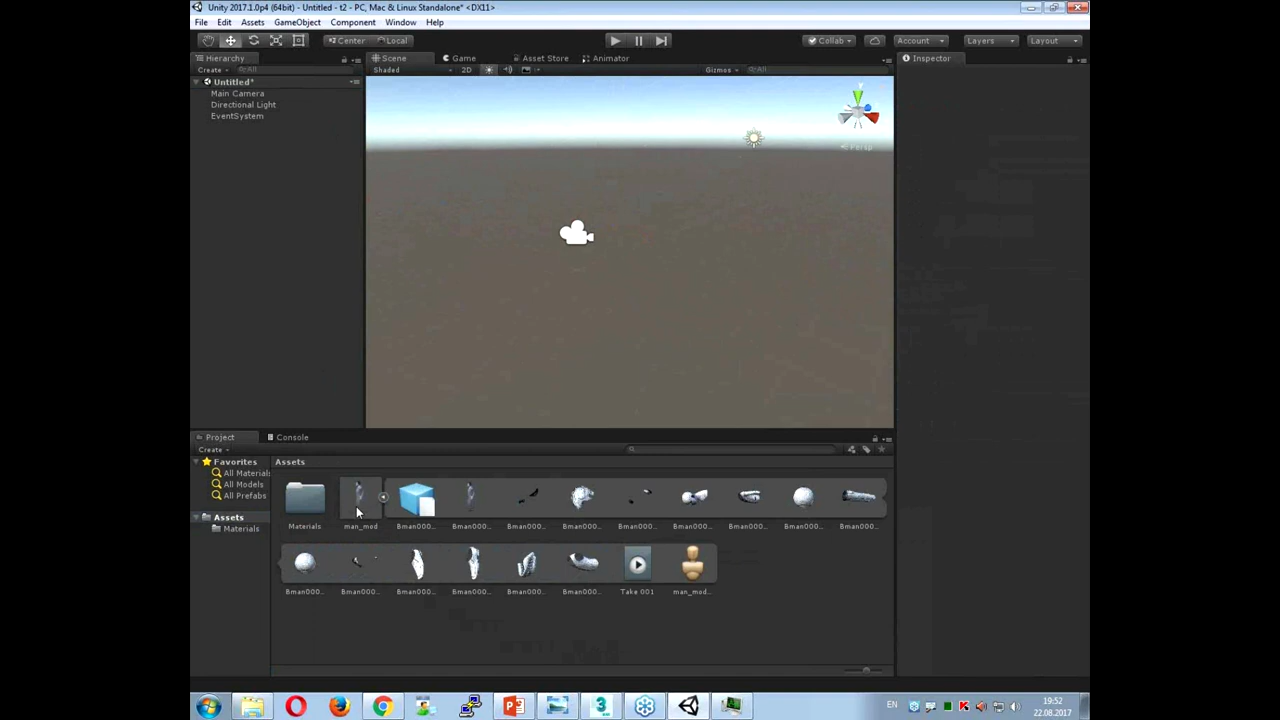 Unity 2017.1.0p4 (64bit) - Untitled - t2 - PC, Mac & Linux Standalone* <DX11>
File Edit Assets GameObject Component Window Help
Center Local Collab Account Layers Layout
Hierarchy Scene Game Asset Store Animator Inspector
Create All Shaded 2D Gizmos All
Untitled*
Main Camera
Directional Light
EventSystem
Persp
Project Console
Create
Favorites Assets
All Materials
All Models
All Prefabs
Assets
Materials
Materials man_mod Bman000... Bman000... Bman000... Bman000... Bman000... Bman000... Bman000... Bman000... Bman000...
Bman000... Bman000... Bman000... Bman000... Bman000... Bman000... Take 001 man_mod...
EN 19:52
22.08.2017